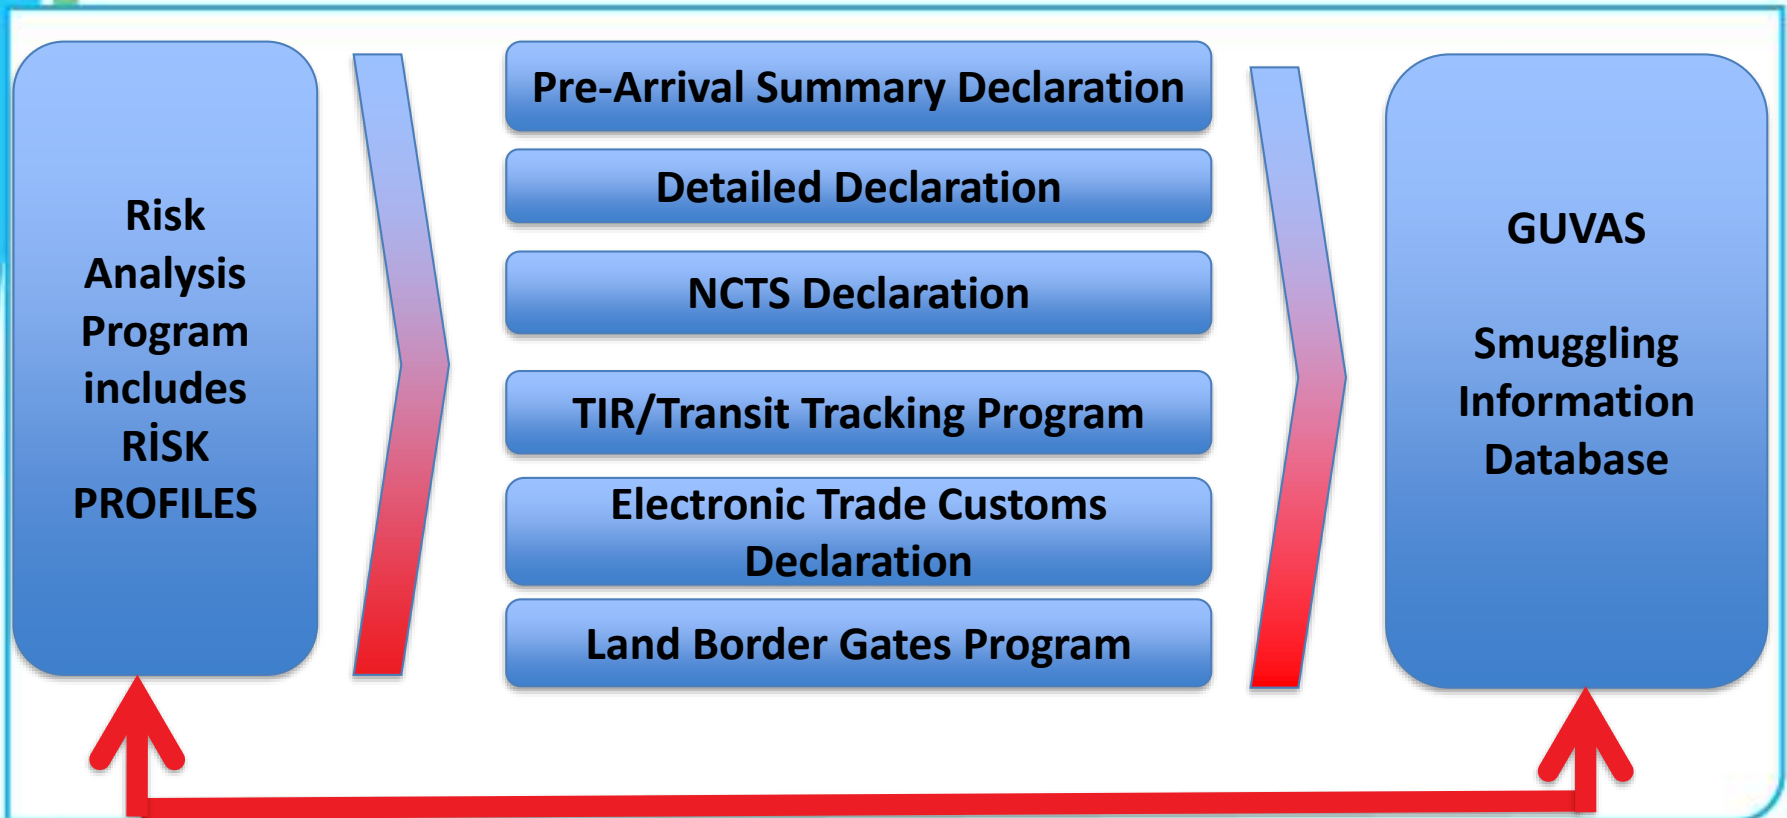 Risk
Analysis
Program
includes
RİSK
PROFILES
Pre-Arrival Summary Declaration
Detailed Declaration
NCTS Declaration
TIR/Transit Tracking Program
Electronic Trade Customs
Declaration
Land Border Gates Program
GUVAS
Smuggling
Information
Database